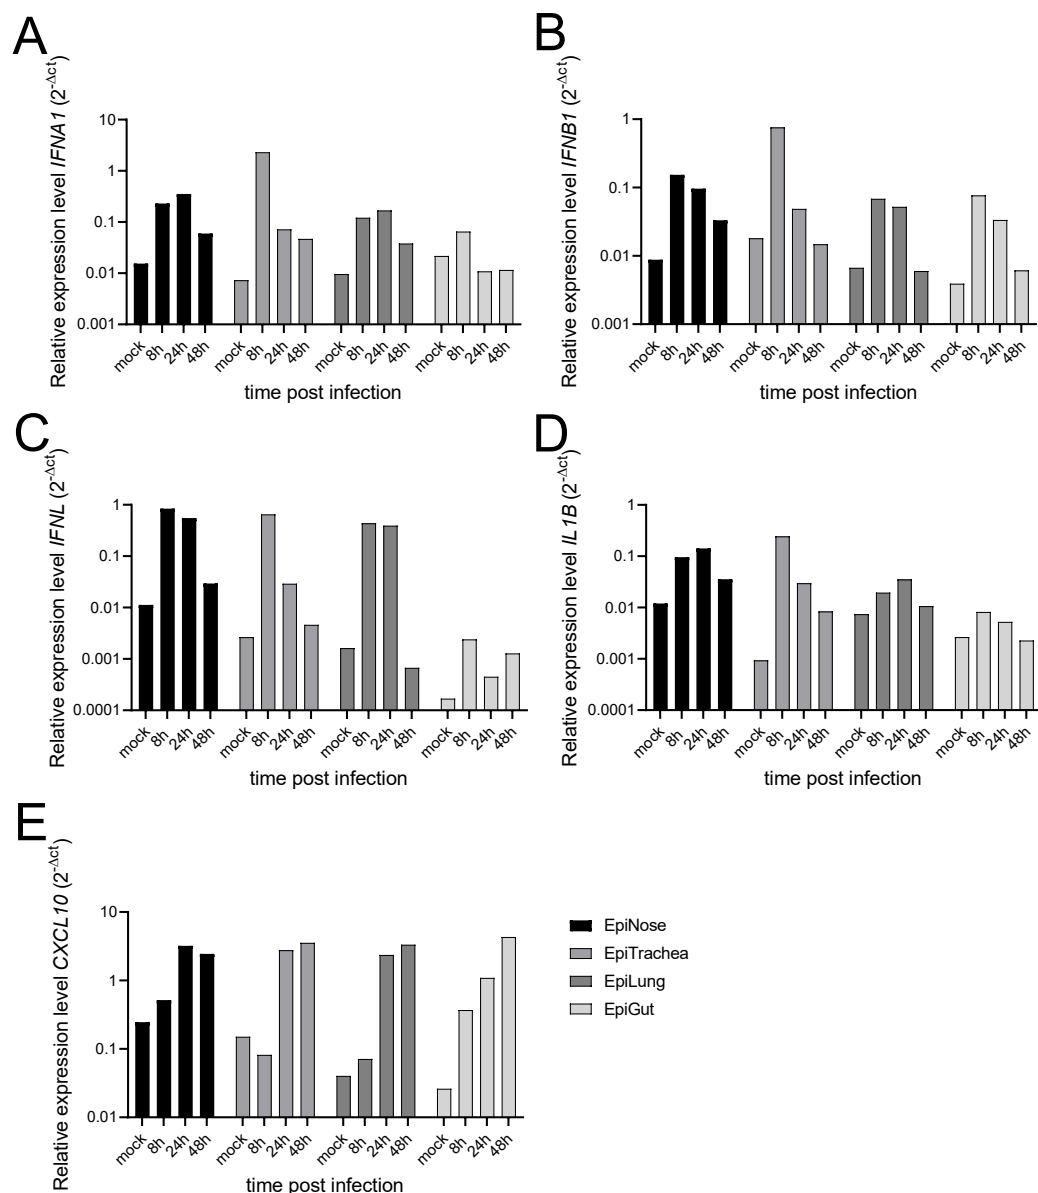 A
Relative expression level IFNA1 (2-Δct)
10
1
0.1
0.01
0.001
mock 8h 24h 48h mock 8h 24h 48h mock 8h 24h 48h mock 8h 24h 48h
time post infection
B
Relative expression level IFNB1 (2-Δct)
1
0.1
0.01
0.001
mock 8h 24h 48h mock 8h 24h 48h mock 8h 24h 48h mock 8h 24h 48h
time post infection
C
Relative expression level IFNL (2-Δct)
1
0.1
0.01
0.001
0.0001
mock 8h 24h 48h mock 8h 24h 48h mock 8h 24h 48h mock 8h 24h 48h
time post infection
D
Relative expression level IL1B (2-Δct)
1
0.1
0.01
0.001
0.0001
mock 8h 24h 48h mock 8h 24h 48h mock 8h 24h 48h mock 8h 24h 48h
time post infection
E
Relative expression level CXCL10 (2-Δct)
10
1
0.1
0.01
mock 8h 24h 48h mock 8h 24h 48h mock 8h 24h 48h mock 8h 24h 48h
time post infection
EpiNose
EpiTrachea
EpiLung
EpiGut